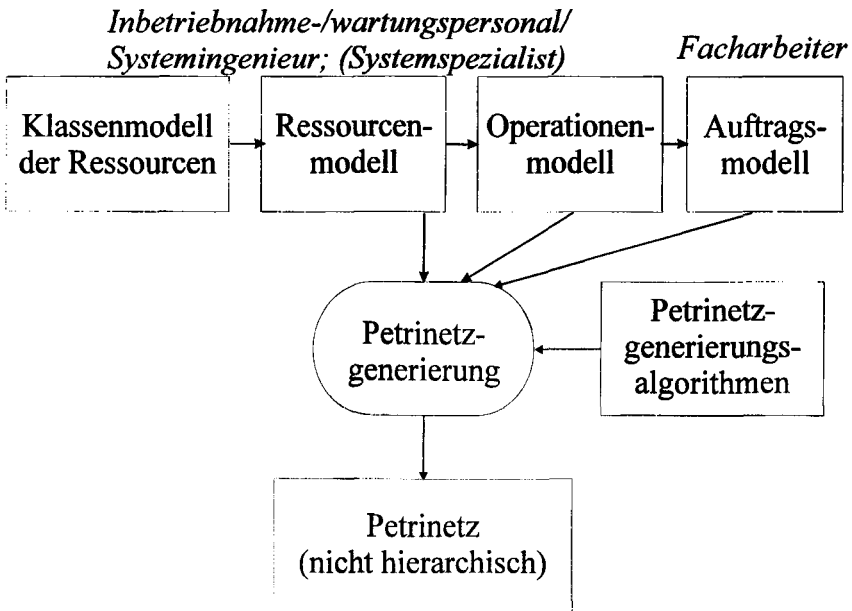 Inbetriebnahme-/wartungspersonal/
Systemingenieur; (Systemspezialist)
Facharbeiter
Klassenmodell
der Ressourcen
Ressourcen-
modell
Operationen-
modell
Auftrags-
modell
Petrinetz-
generierung
Petrinetz-
generierungs-
algorithmen
Petrinetz
(nicht hierarchisch)